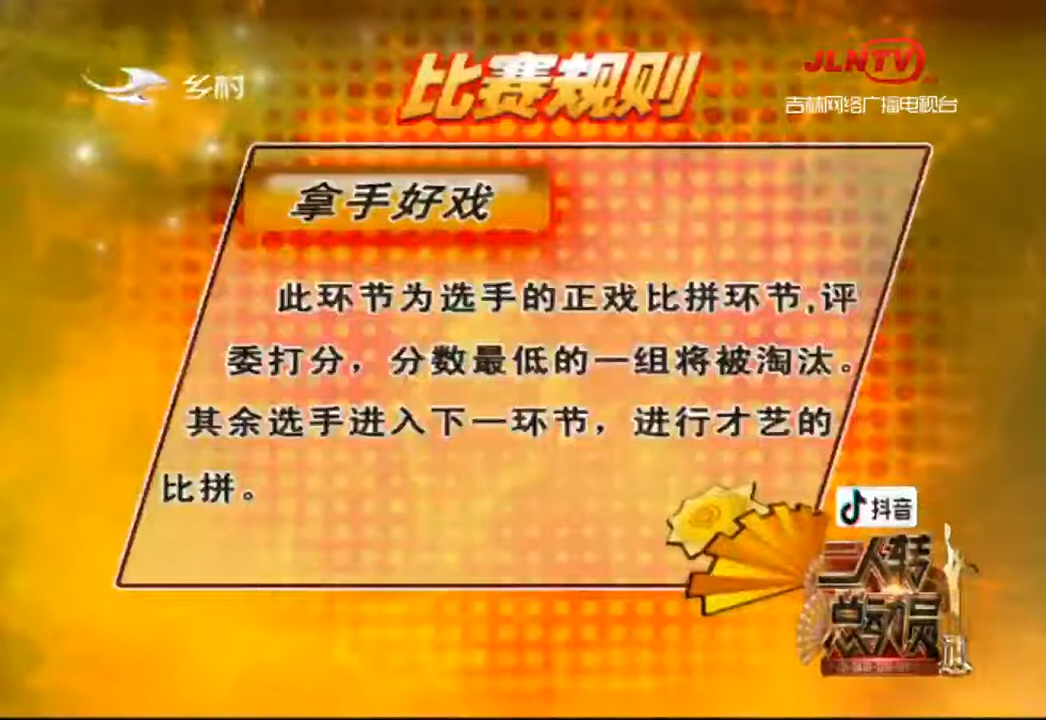 乡村
比赛规则
JLNTV
吉林网络广播电视台
拿手好戏
此环节为选手的正戏比拼环节,评
委打分，分数最低的一组将被淘汰。
其余选手进入下一环节，进行才艺的
比拼。
抖音
二人转
总动员